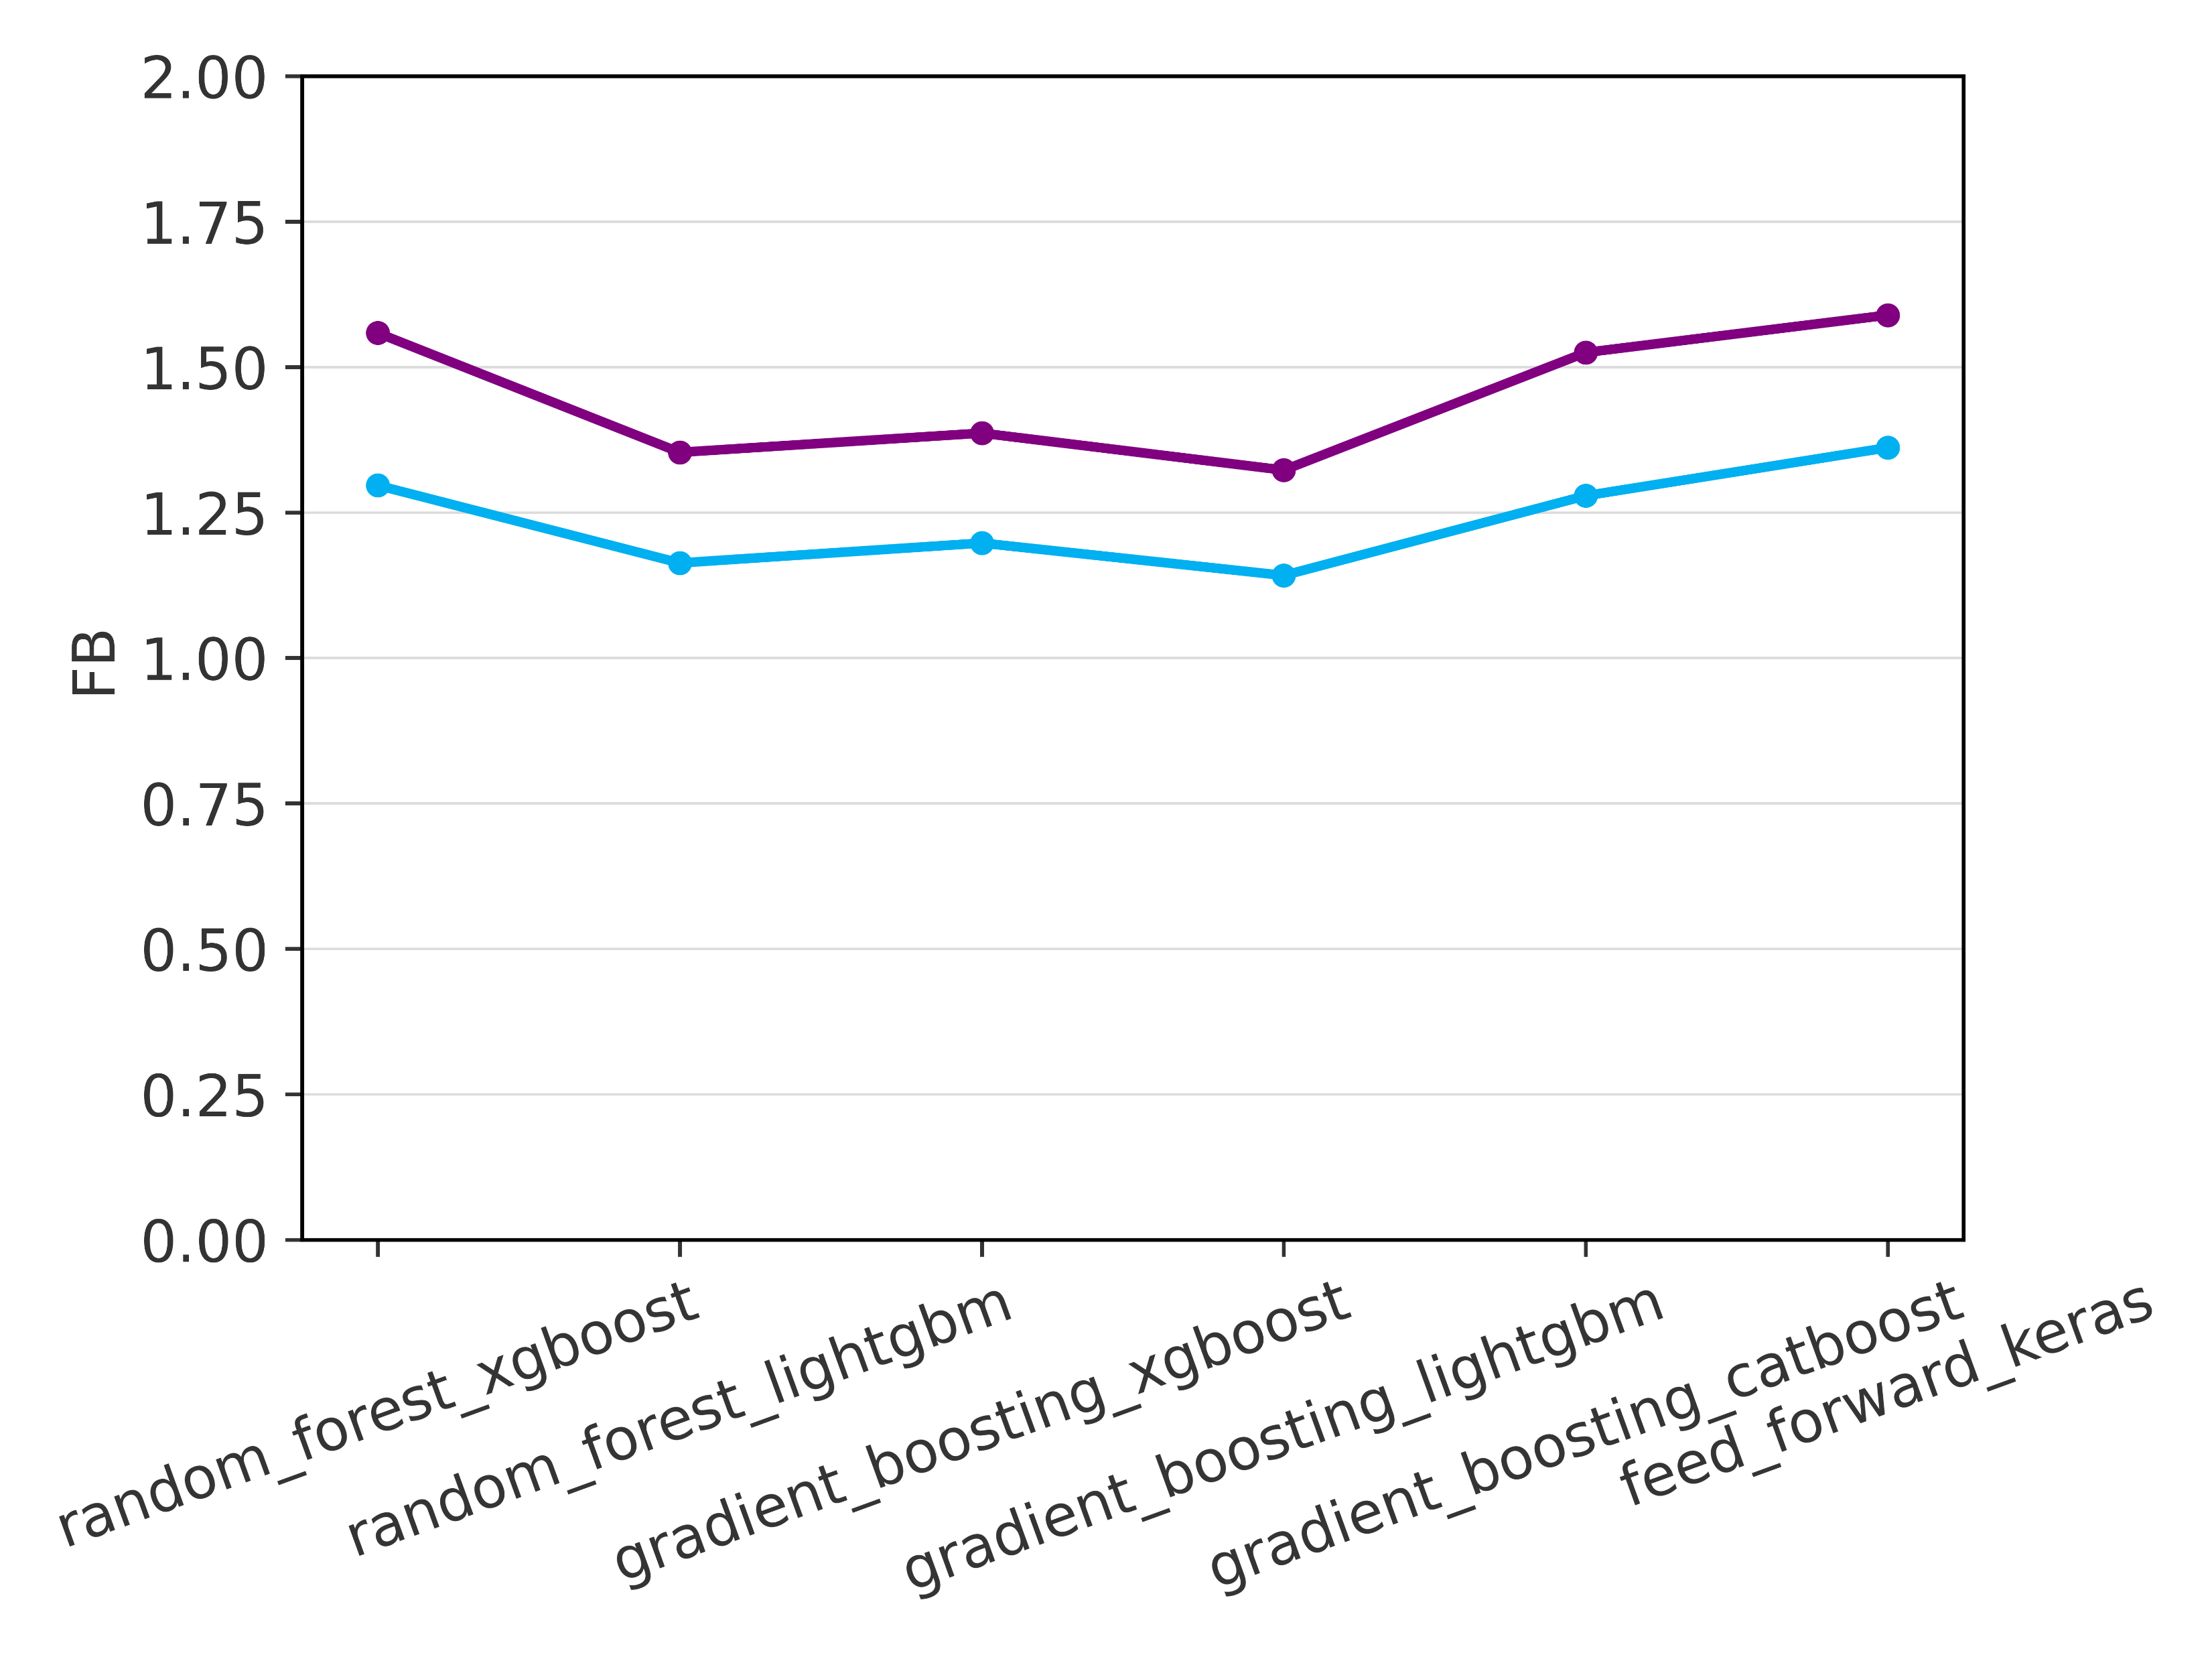 2.00
1.75
1.50
1.25
1.00
0.75
0.50
0.25
0.00
FB
random_forest_xgboost
random_forest_lightgbm
gradient_boosting_xgboost
gradient_boosting_lightgbm
gradient_boosting_catboost
feed_forward_keras